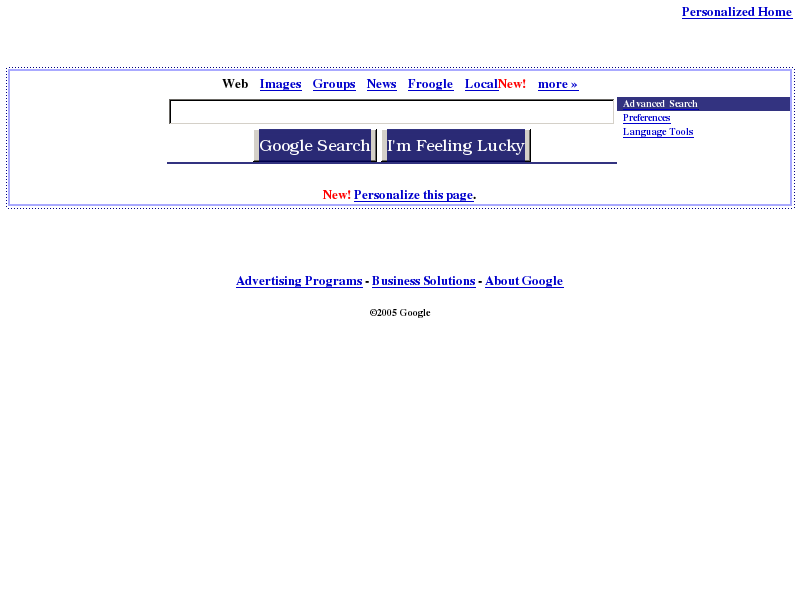 Personalized Home
Web Images Groups News Froogle LocalNew! more »
Advanced Search
Preferences
Language Tools
Google Search I'm Feeling Lucky
New! Personalize this page.
Advertising Programs - Business Solutions - About Google
©2005 Google